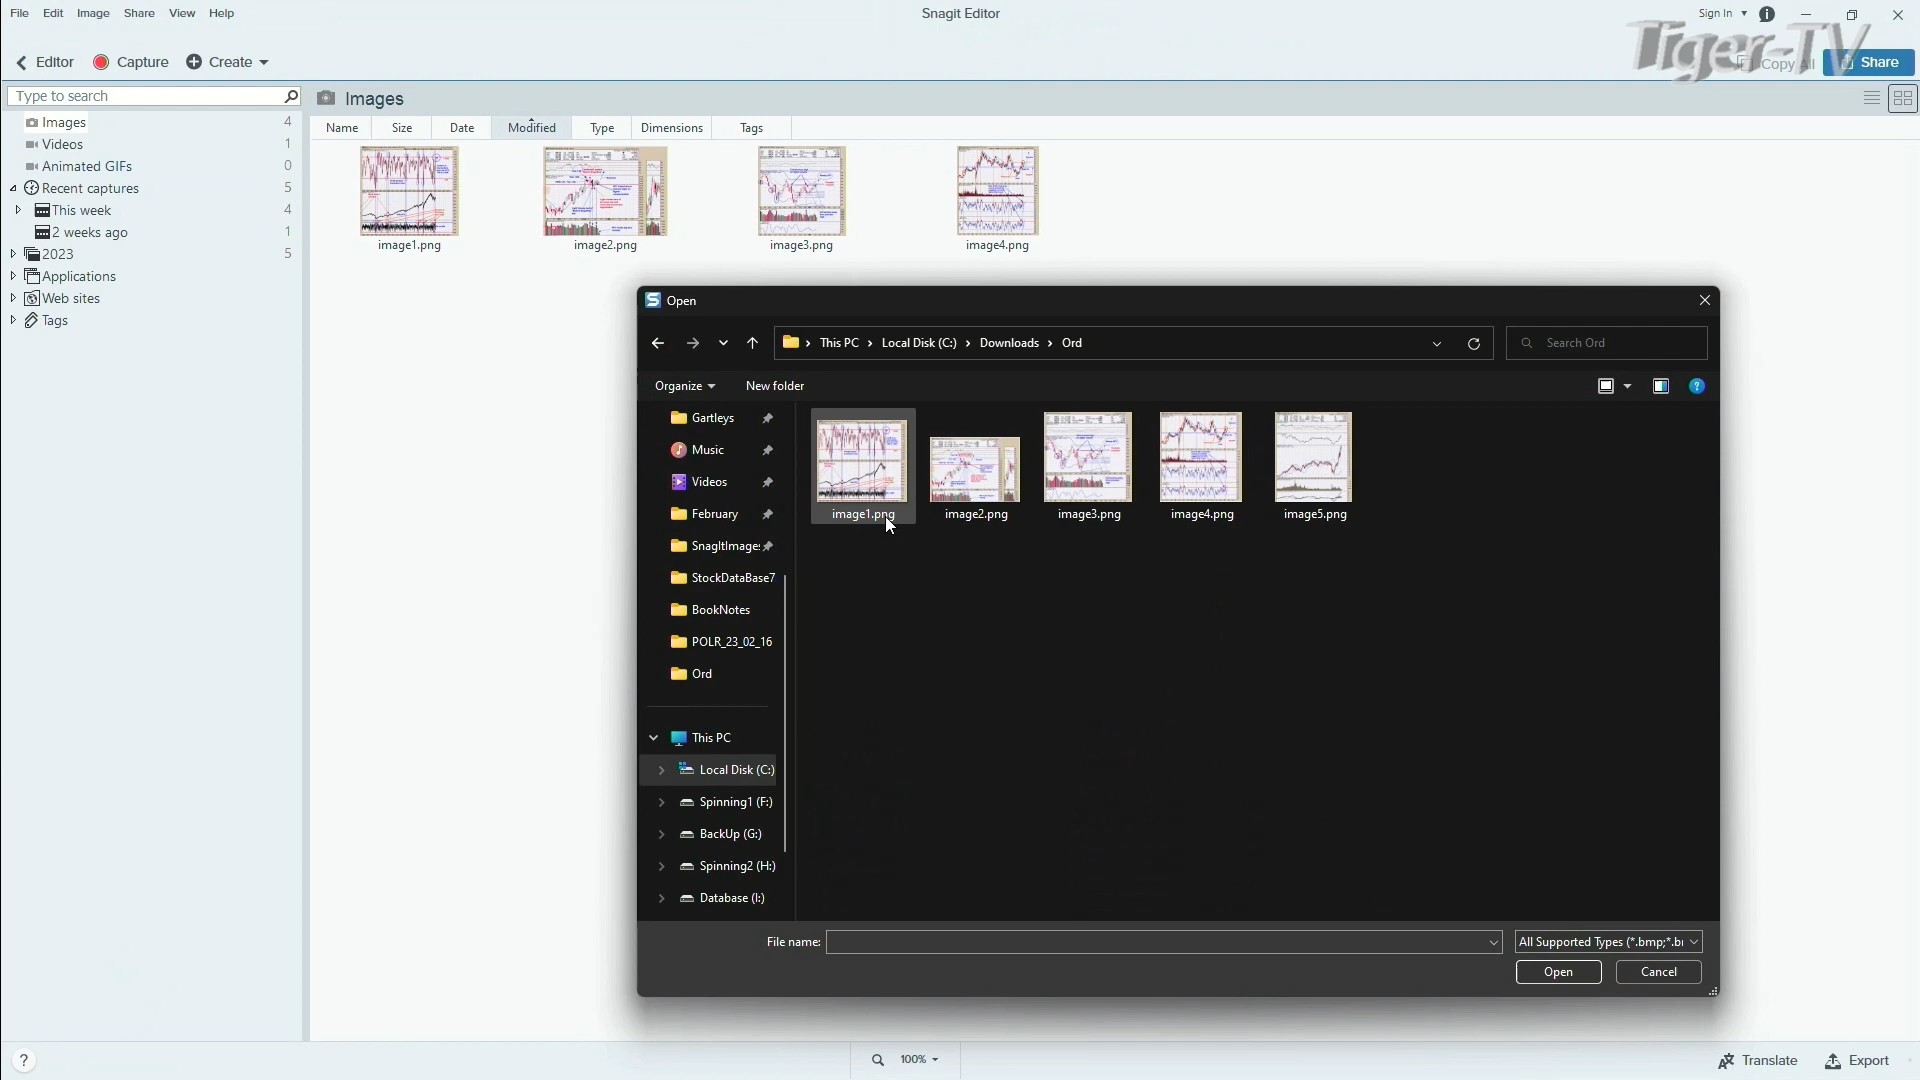 File Edit Image Share View Help
Snagit Editor
Sign In
Tiger-TV
Editor
Capture
Create
Copy All
Share
Type to search
Images
Images 4
Videos 1
Animated GIFs 0
Recent captures 5
This week 4
2 weeks ago 1
2023 5
Applications
Web sites
Tags
Name Size Date Modified Type Dimensions Tags
image1.png image2.png image3.png image4.png
Open
This PC Local Disk (C:) Downloads Ord
Search Ord
Organize New folder
Gartleys
Music
Videos
February
SnagItImage
StockDataBase7
BookNotes
POLR_23_02_16
Ord
This PC
Local Disk (C:)
Spinning1 (F:)
BackUp (G:)
Spinning2 (H:)
Database (I:)
image1.png image2.png image3.png image4.png image5.png
File name:
All Supported Types (*.bmp;*.b
Open Cancel
? 100% Translate Export